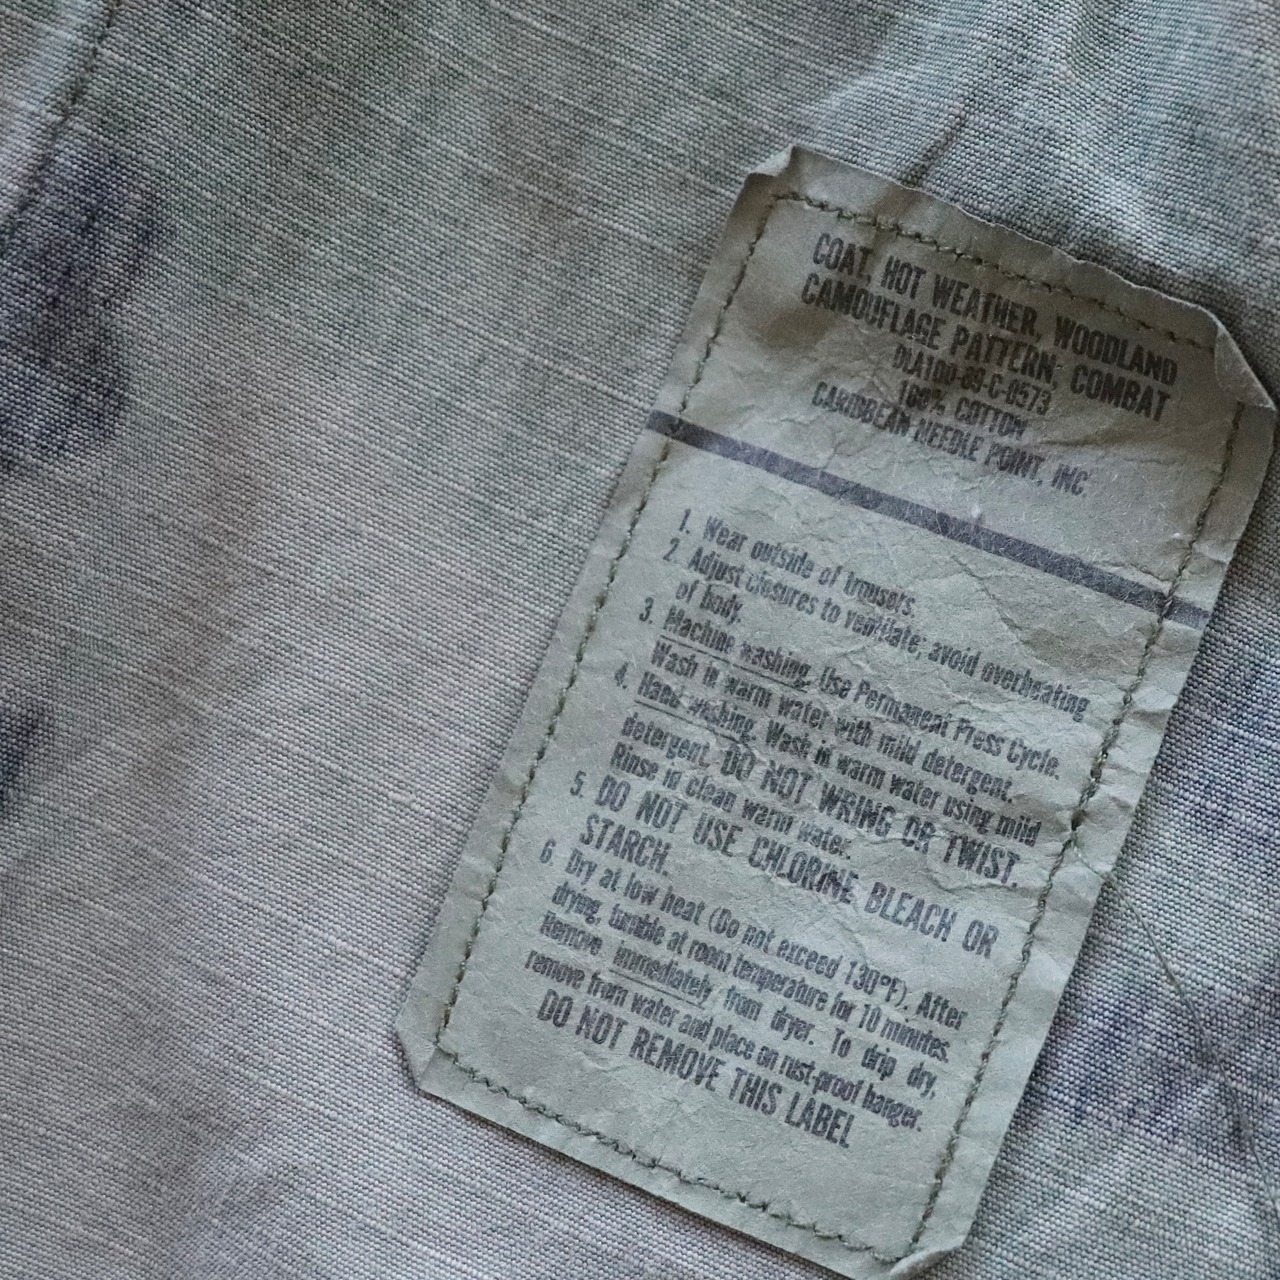 COAT, HOT WEATHER, WOODLAND
CAMOUFLAGE PATTERN; COMBAT
DLA100-89-C-0573
100% COTTON
CARIBBEAN NEEDLE POINT, INC
1. Wear outside of trousers.
2. Adjust closures to ventilate; avoid overheating
of body.
3. Machine washing. Use Permanent Press Cycle.
Wash in warm water with mild detergent.
4. Hand washing. Wash in warm water using mild
detergent. DO NOT WRING OR TWIST.
Rinse in clean warm water.
5. DO NOT USE CHLORINE BLEACH OR
STARCH.
6. Dry at low heat (Do not exceed 130°F). After
drying, tumble at room temperature for 10 minutes.
Remove immediately from dryer. To drip dry,
remove from water and place on rust-proof hanger.
DO NOT REMOVE THIS LABEL